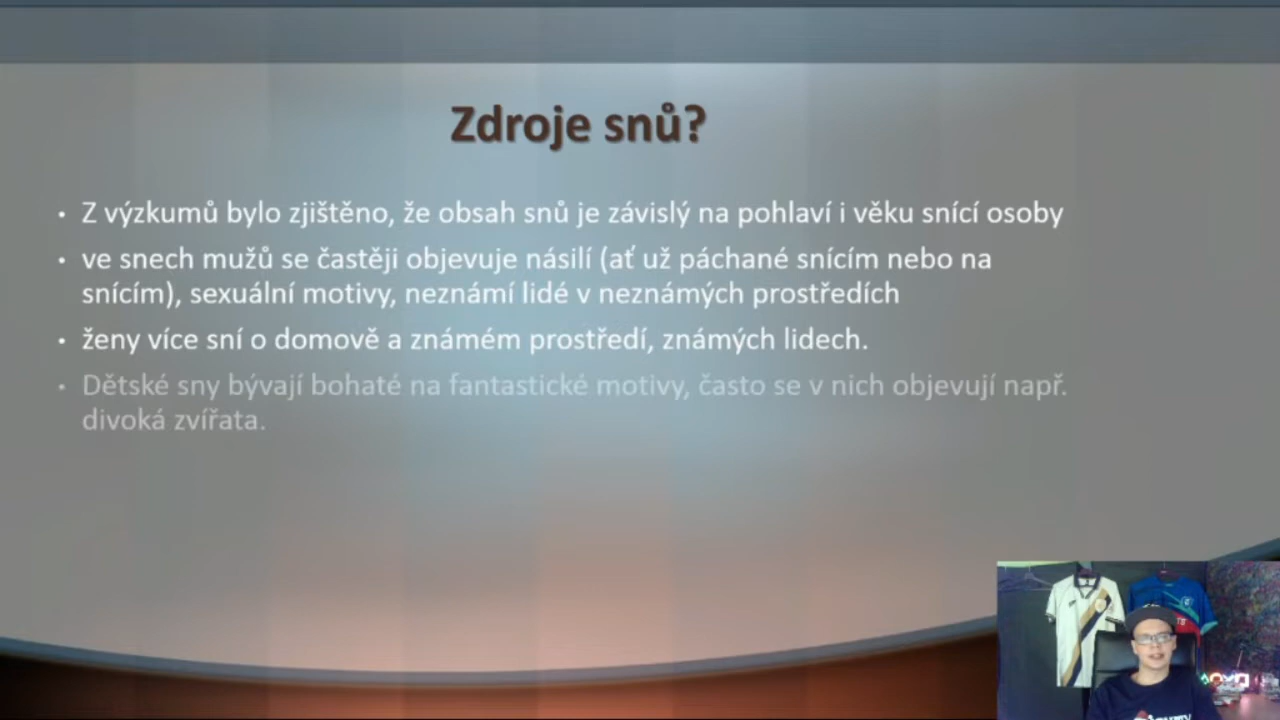 Zdroje snů?
• Z výzkumů bylo zjištěno, že obsah snů je závislý na pohlaví i věku snící osoby
• ve snech mužů se častěji objevuje násilí (ať už páchané snícím nebo na
snícím), sexuální motivy, neznámí lidé v neznámých prostředích
• ženy více sní o domově a známém prostředí, známých lidech.
• Dětské sny bývají bohaté na fantastické motivy, často se v nich objevují např.
divoká zvířata.